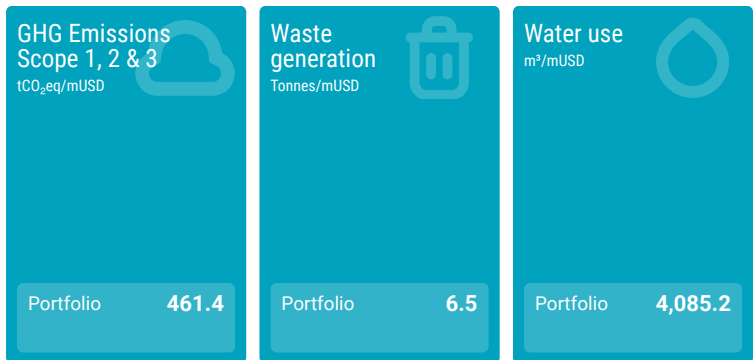 GHG Emissions
Scope 1, 2 & 3
tCO₂eq/mUSD
Portfolio 461.4
Waste
generation
Tonnes/mUSD
Portfolio 6.5
Water use
m³/mUSD
Portfolio 4,085.2